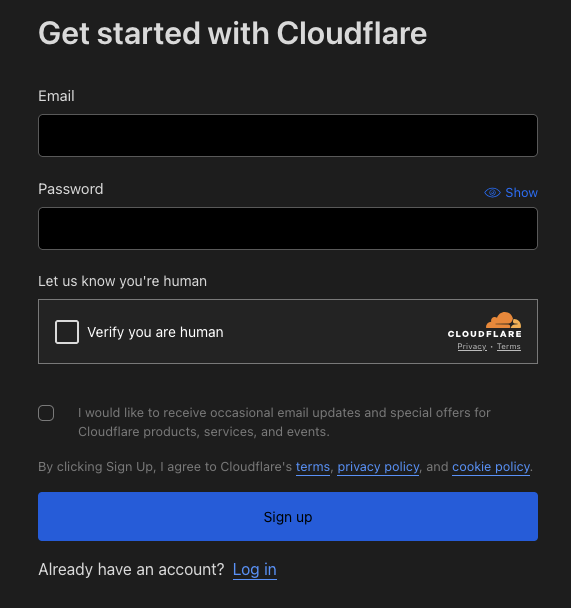 Get started with Cloudflare
Email
Password
Show
Let us know you're human
Verify you are human
CLOUDFLARE
Privacy • Terms
I would like to receive occasional email updates and special offers for
Cloudflare products, services, and events.
By clicking Sign Up, I agree to Cloudflare's terms, privacy policy, and cookie policy.
Sign up
Already have an account? Log in